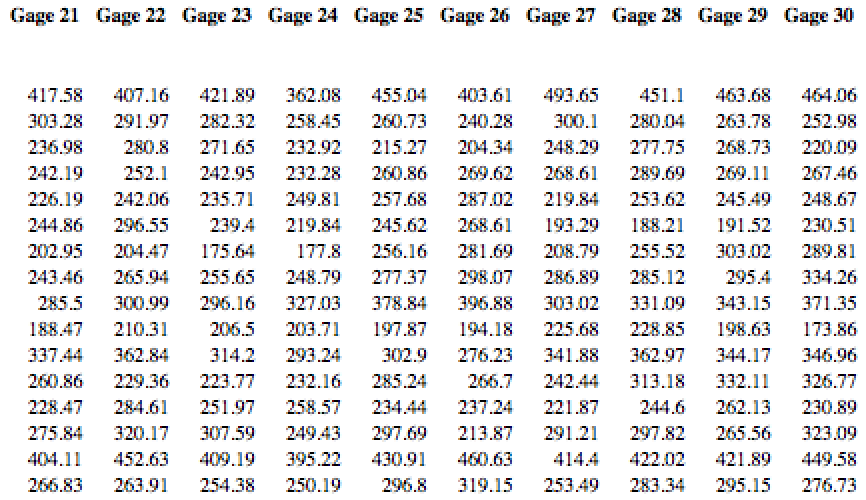 Gage 21 Gage 22 Gage 23 Gage 24 Gage 25 Gage 26 Gage 27 Gage 28 Gage 29 Gage 30
417.58 407.16 421.89 362.08 455.04 403.61 493.65 451.1 463.68 464.06
303.28 291.97 282.32 258.45 260.73 240.28 300.1 280.04 263.78 252.98
236.98 280.8 271.65 232.92 215.27 204.34 248.29 277.75 268.73 220.09
242.19 252.1 242.95 232.28 260.86 269.62 268.61 289.69 269.11 267.46
226.19 242.06 235.71 249.81 257.68 287.02 219.84 253.62 245.49 248.67
244.86 296.55 239.4 219.84 245.62 268.61 193.29 188.21 191.52 230.51
202.95 204.47 175.64 177.8 256.16 281.69 208.79 255.52 303.02 289.81
243.46 265.94 255.65 248.79 277.37 298.07 286.89 285.12 295.4 334.26
285.5 300.99 296.16 327.03 378.84 396.88 303.02 331.09 343.15 371.35
188.47 210.31 206.5 203.71 197.87 194.18 225.68 228.85 198.63 173.86
337.44 362.84 314.2 293.24 302.9 276.23 341.88 362.97 344.17 346.96
260.86 229.36 223.77 232.16 285.24 266.7 242.44 313.18 332.11 326.77
228.47 284.61 251.97 258.57 234.44 237.24 221.87 244.6 262.13 230.89
275.84 320.17 307.59 249.43 297.69 213.87 291.21 297.82 265.56 323.09
404.11 452.63 409.19 395.22 430.91 460.63 414.4 422.02 421.89 449.58
266.83 263.91 254.38 250.19 296.8 319.15 253.49 283.34 295.15 276.73